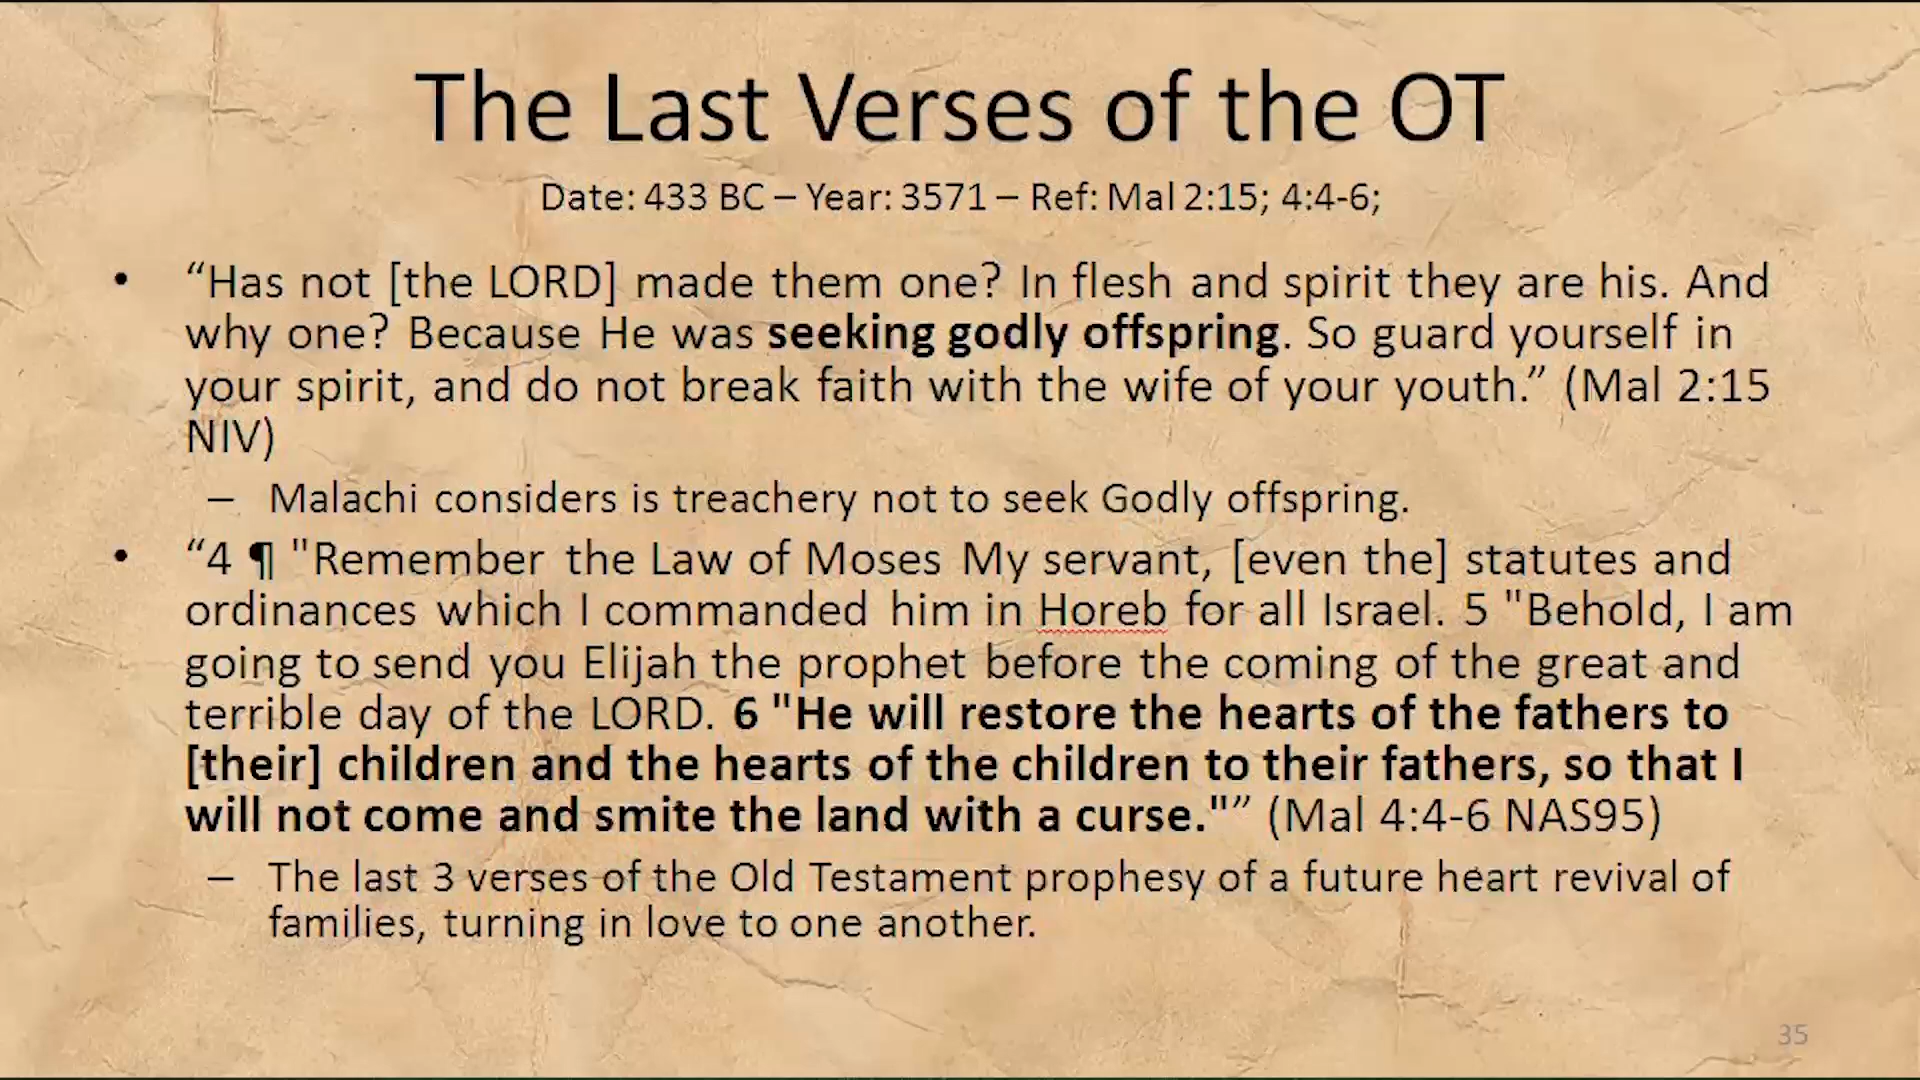 The Last Verses of the OT
Date: 433 BC – Year: 3571 – Ref: Mal 2:15; 4:4-6;
• “Has not [the LORD] made them one? In flesh and spirit they are his. And
why one? Because He was seeking godly offspring. So guard yourself in
your spirit, and do not break faith with the wife of your youth.” (Mal 2:15
NIV)
– Malachi considers is treachery not to seek Godly offspring.
• “4 ¶ "Remember the Law of Moses My servant, [even the] statutes and
ordinances which I commanded him in Horeb for all Israel. 5 "Behold, I am
going to send you Elijah the prophet before the coming of the great and
terrible day of the LORD. 6 "He will restore the hearts of the fathers to
[their] children and the hearts of the children to their fathers, so that I
will not come and smite the land with a curse."” (Mal 4:4-6 NAS95)
– The last 3 verses of the Old Testament prophesy of a future heart revival of
families, turning in love to one another.
35